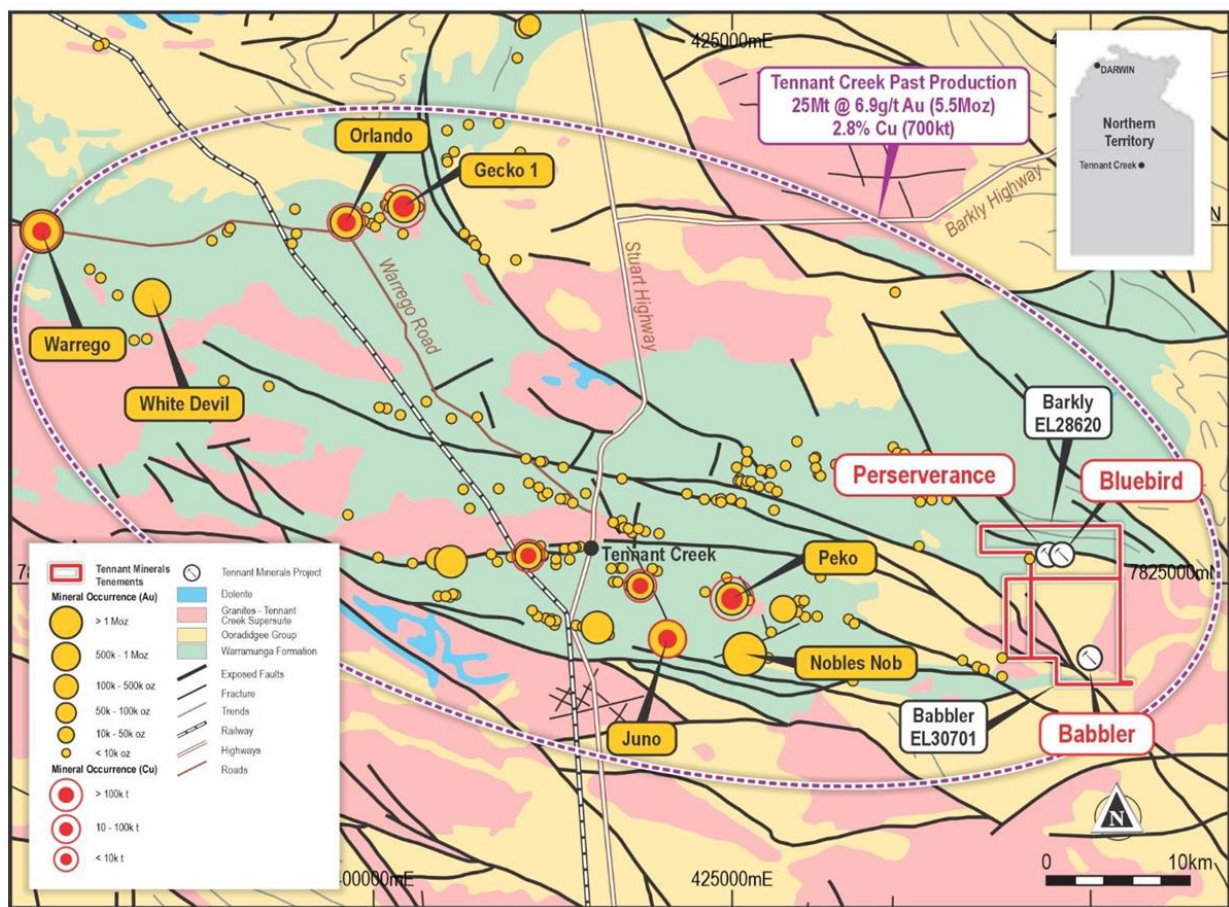 425000mE
4
DARWIN
Northern
Territory
Tennant Creek
Tennant Creek Past Production
25Mt @ 6.9g/t Au (5.5Moz)
2.8% Cu (700kt)
Orlando
Gecko 1
Barkly Highway
N
Stuart Highway
Warrego Road
Warrego
White Devil
Barkly
EL28620
Perserverance
Bluebird
Tennant Creek
Peko
78
7825000mN
Nobles Nob
Juno
Babbler
EL30701
Babbler
Tennant Minerals
Tenements
Mineral Occurrence (Au)
> 1 Moz
500k - 1 Moz
100k - 500k oz
50k - 100k oz
10k - 50k oz
< 10k oz
Mineral Occurrence (Cu)
> 100k t
10 - 100k t
< 10k t
Tennant Minerals Project
Dolerite
Granites - Tennant
Creek Supersuite
Ooradidgee Group
Warramunga Formation
Exposed Faults
Fracture
Trends
Railway
Highways
Roads
N
0 10km
00000mE
425000mE